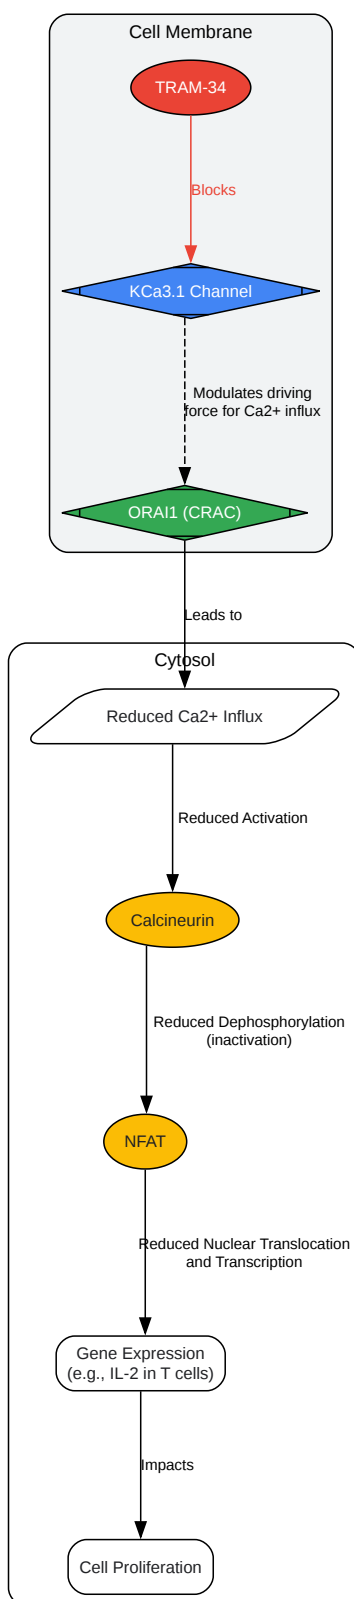 Cell Membrane
TRAM-34
Blocks
KCa3.1 Channel
Modulates driving
force for Ca2+ influx
ORAI1 (CRAC)
Leads to
Cytosol
Reduced Ca2+ Influx
Reduced Activation
Calcineurin
Reduced Dephosphorylation
(inactivation)
NFAT
Reduced Nuclear Translocation
and Transcription
Gene Expression
(e.g., IL-2 in T cells)
Impacts
Cell Proliferation